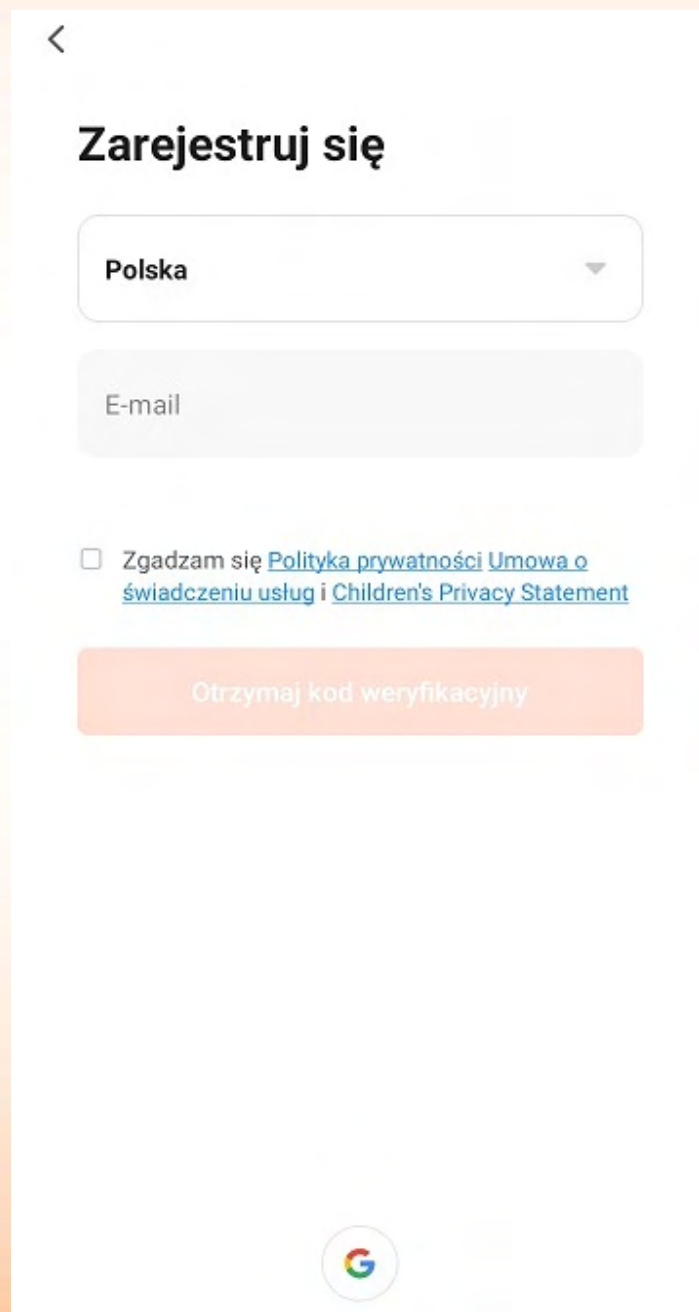 Zarejestruj się
Polska
E-mail
Zgadzam się Polityka prywatności Umowa o
świadczeniu usług i Children's Privacy Statement
Otrzymaj kod weryfikacyjny